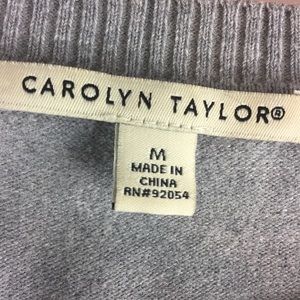 CAROLYN TAYLOR®
M
MADE IN
CHINA
RN#92054